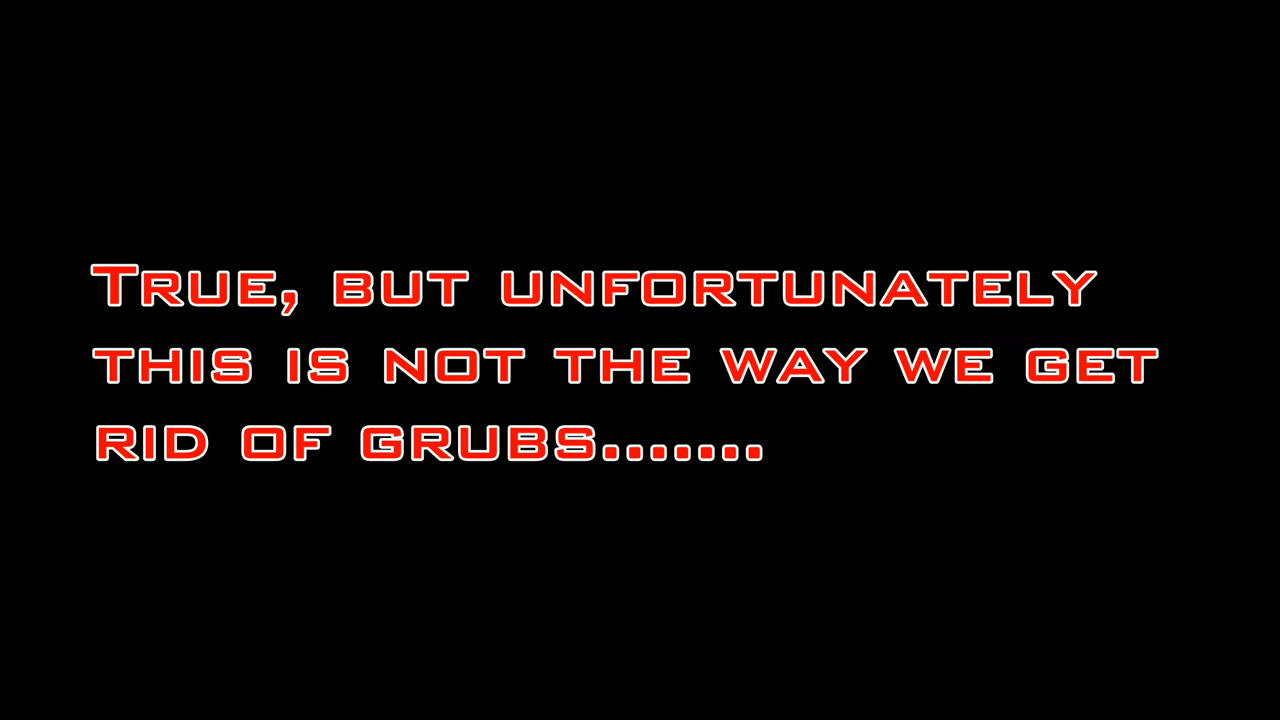 True, but unfortunately
this is not the way we get
rid of grubs.......